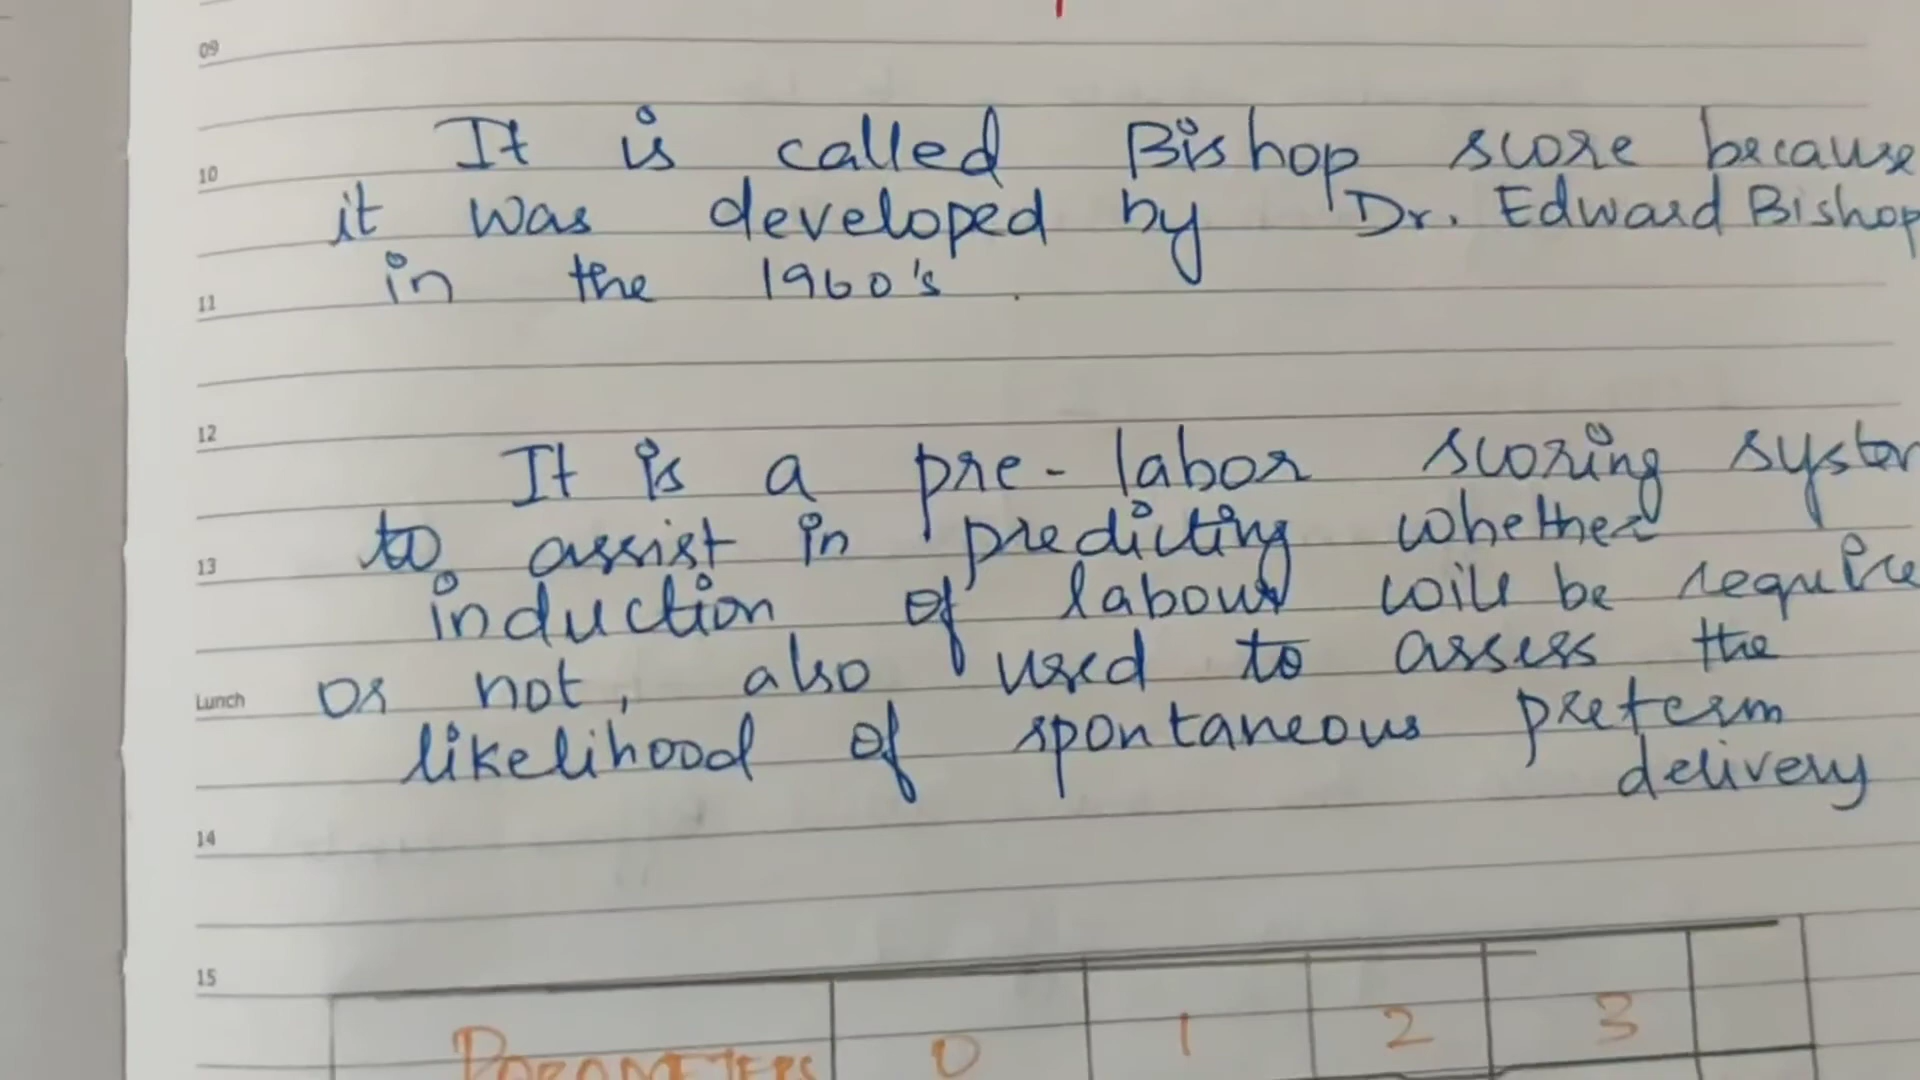 09
It is called Bishop score because
10
it was developed by Dr. Edward Bishop
in the 1960's.
11
12
It is a pre-labor scoring system
to assist in predicting whether
13
induction of labour will be require
or not, also used to assess the
Lunch
likelihood of spontaneous preterm
delivery
14
15
PARAMETERS 0 1 2 3